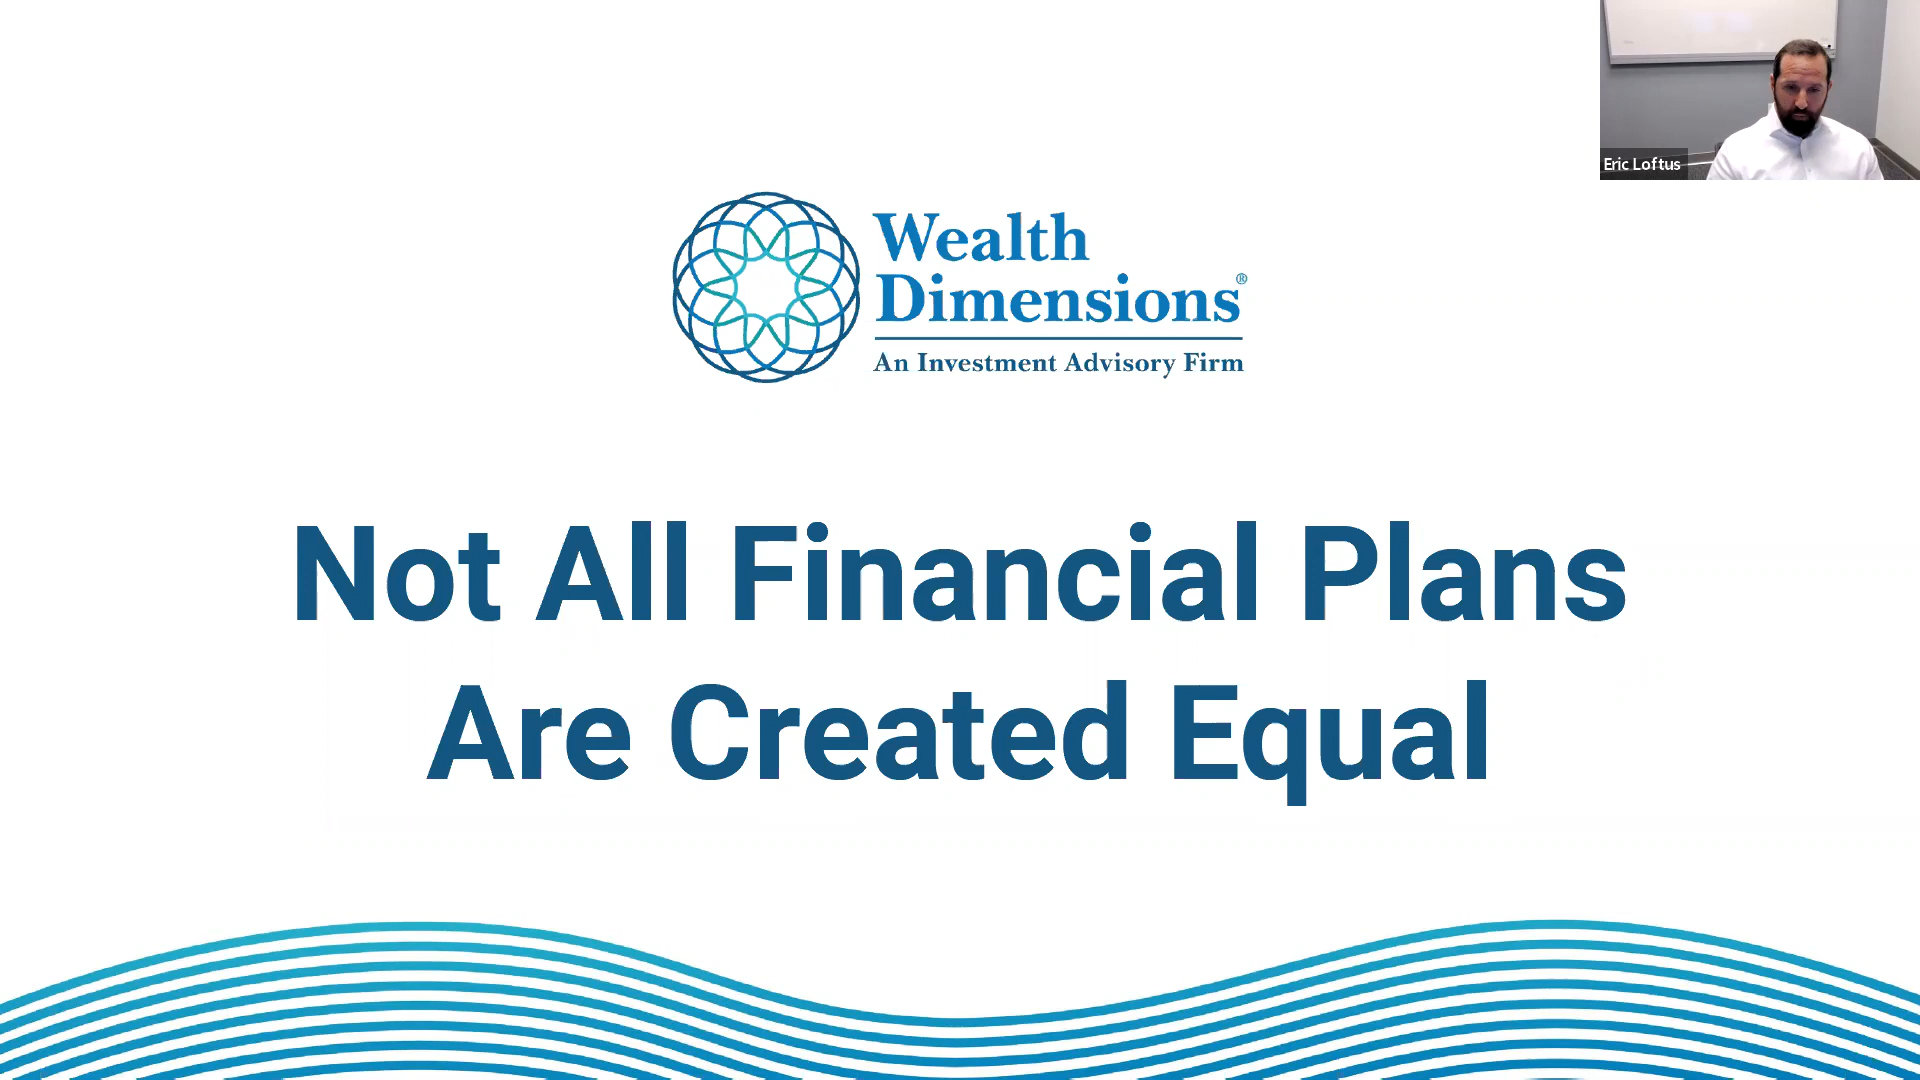 Eric Loftus
Wealth
Dimensions®
An Investment Advisory Firm
Not All Financial Plans
Are Created Equal